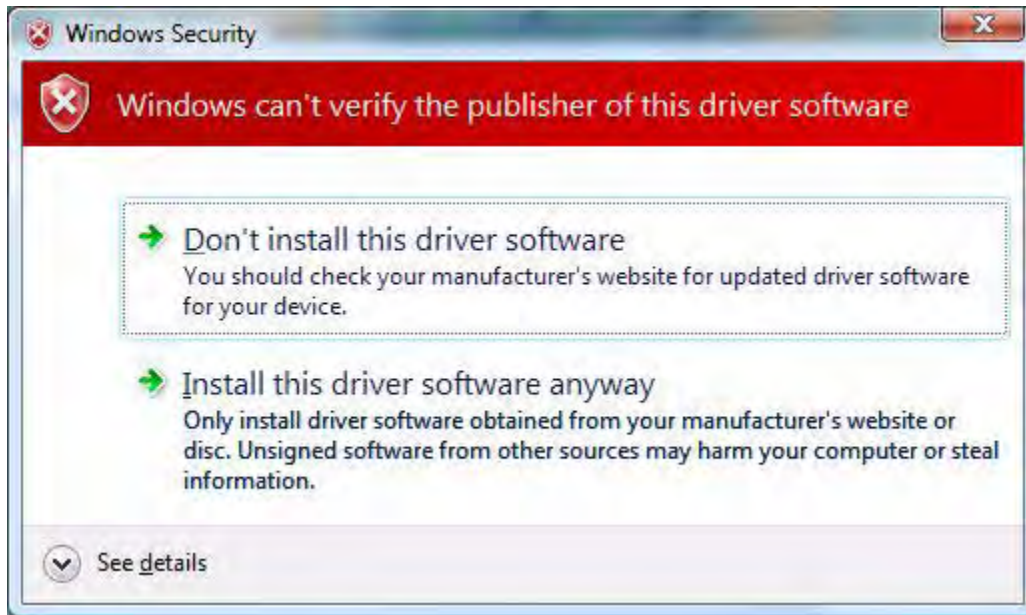 Windows Security
Windows can't verify the publisher of this driver software
Don't install this driver software
You should check your manufacturer's website for updated driver software
for your device.
Install this driver software anyway
Only install driver software obtained from your manufacturer's website or
disc. Unsigned software from other sources may harm your computer or steal
information.
See details